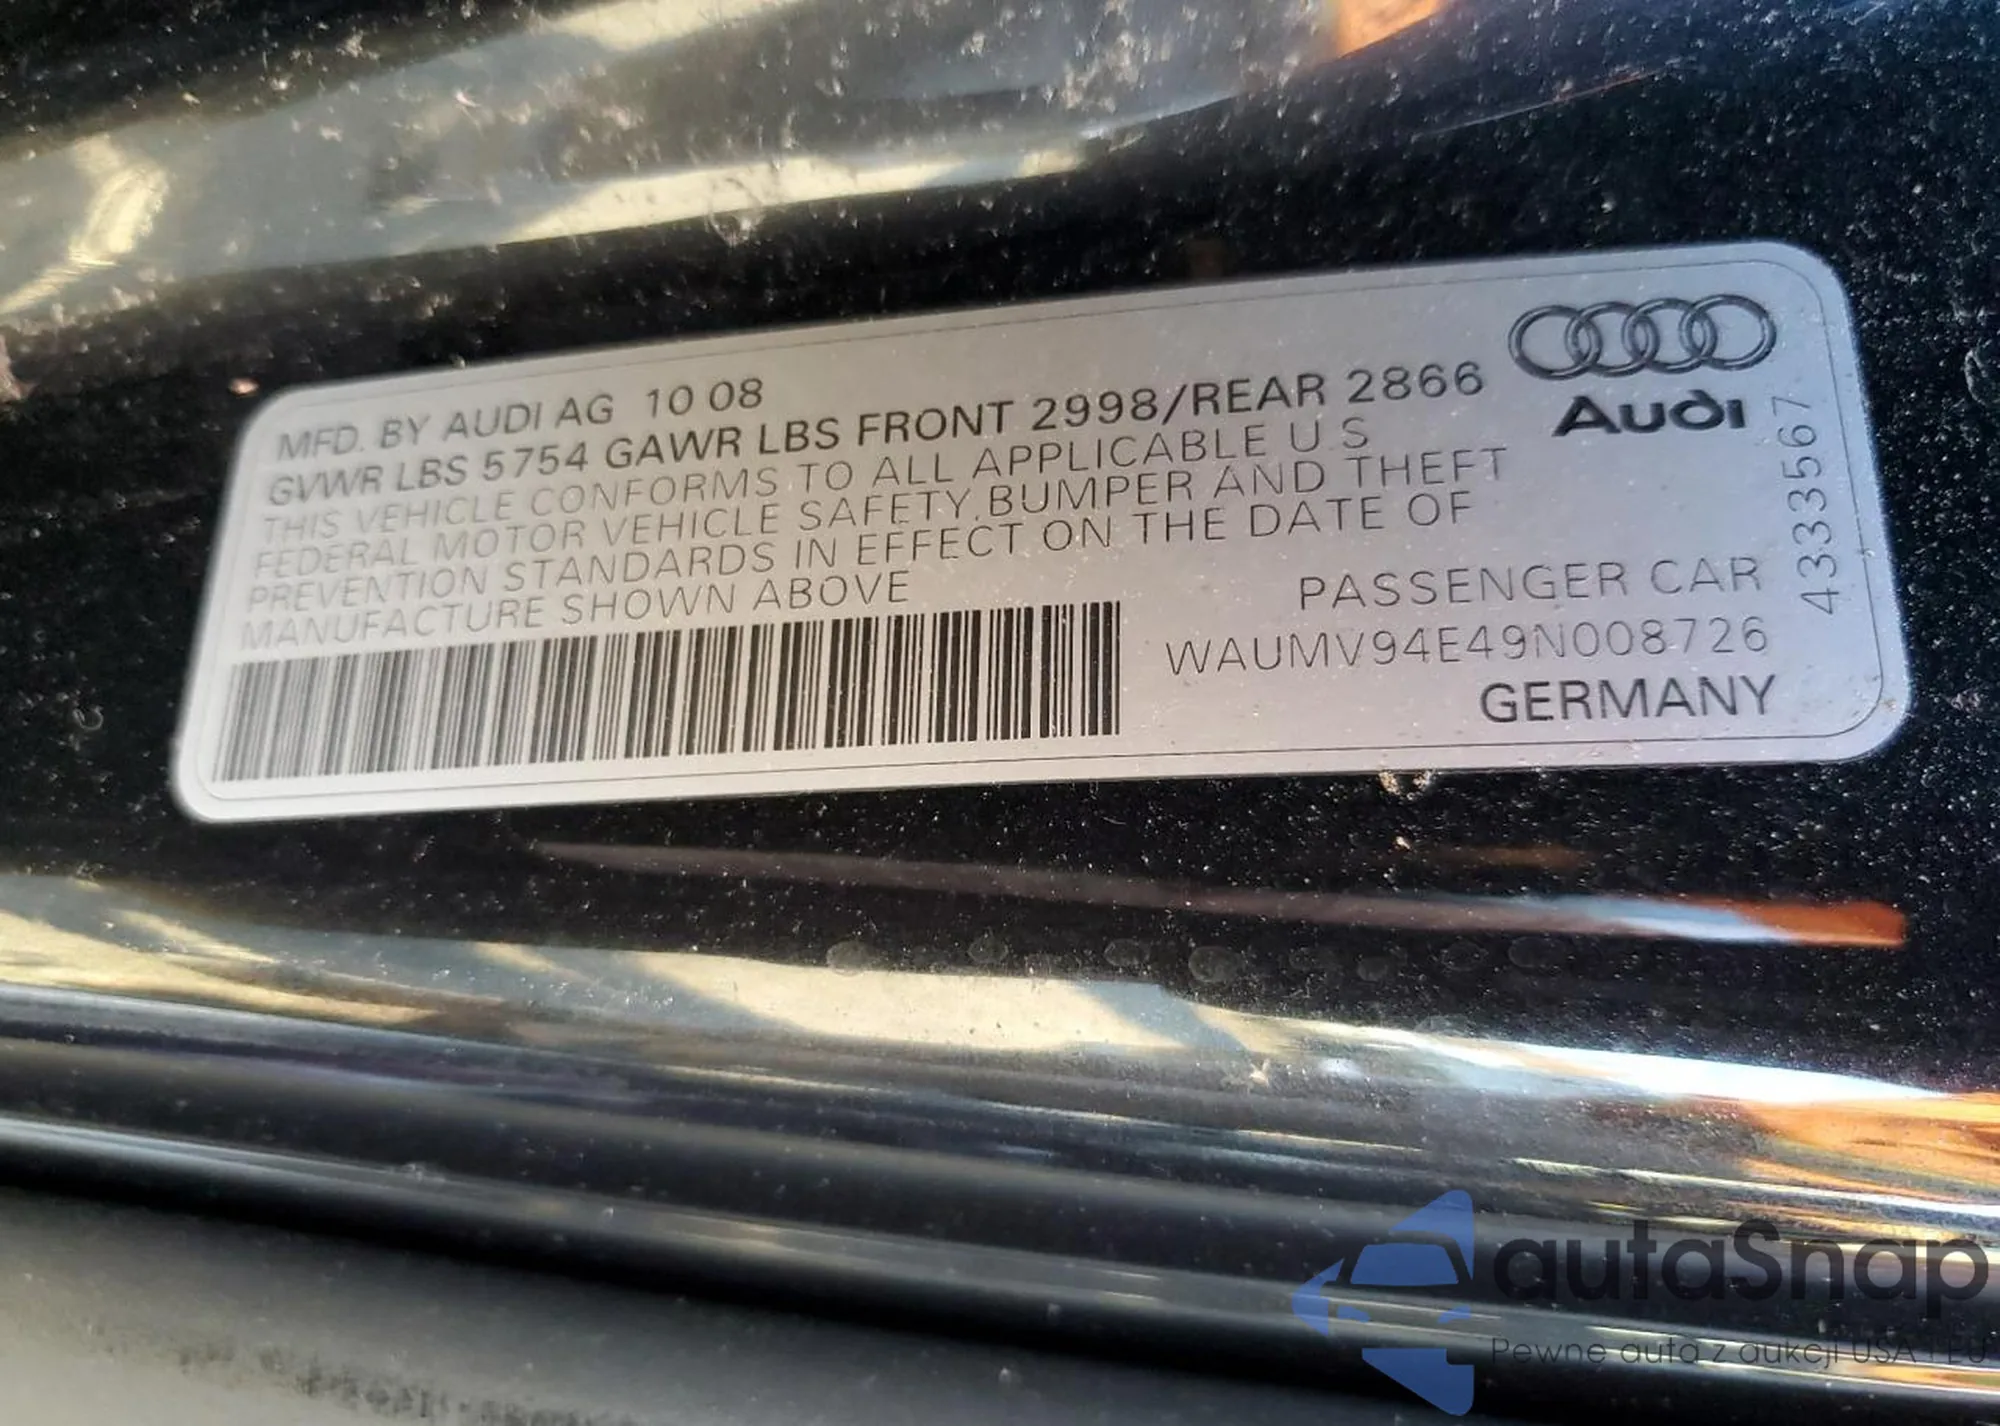 MFD. BY AUDI AG 10 08
GVWR LBS 5754 GAWR LBS FRONT 2998/REAR 2866
THIS VEHICLE CONFORMS TO ALL APPLICABLE U S
FEDERAL MOTOR VEHICLE SAFETY, BUMPER AND THEFT
PREVENTION STANDARDS IN EFFECT ON THE DATE OF
MANUFACTURE SHOWN ABOVE
Audi
4333567
PASSENGER CAR
WAUMV94E49N008726
GERMANY
autaSnap
Pewne auta z aukcji USA i EU